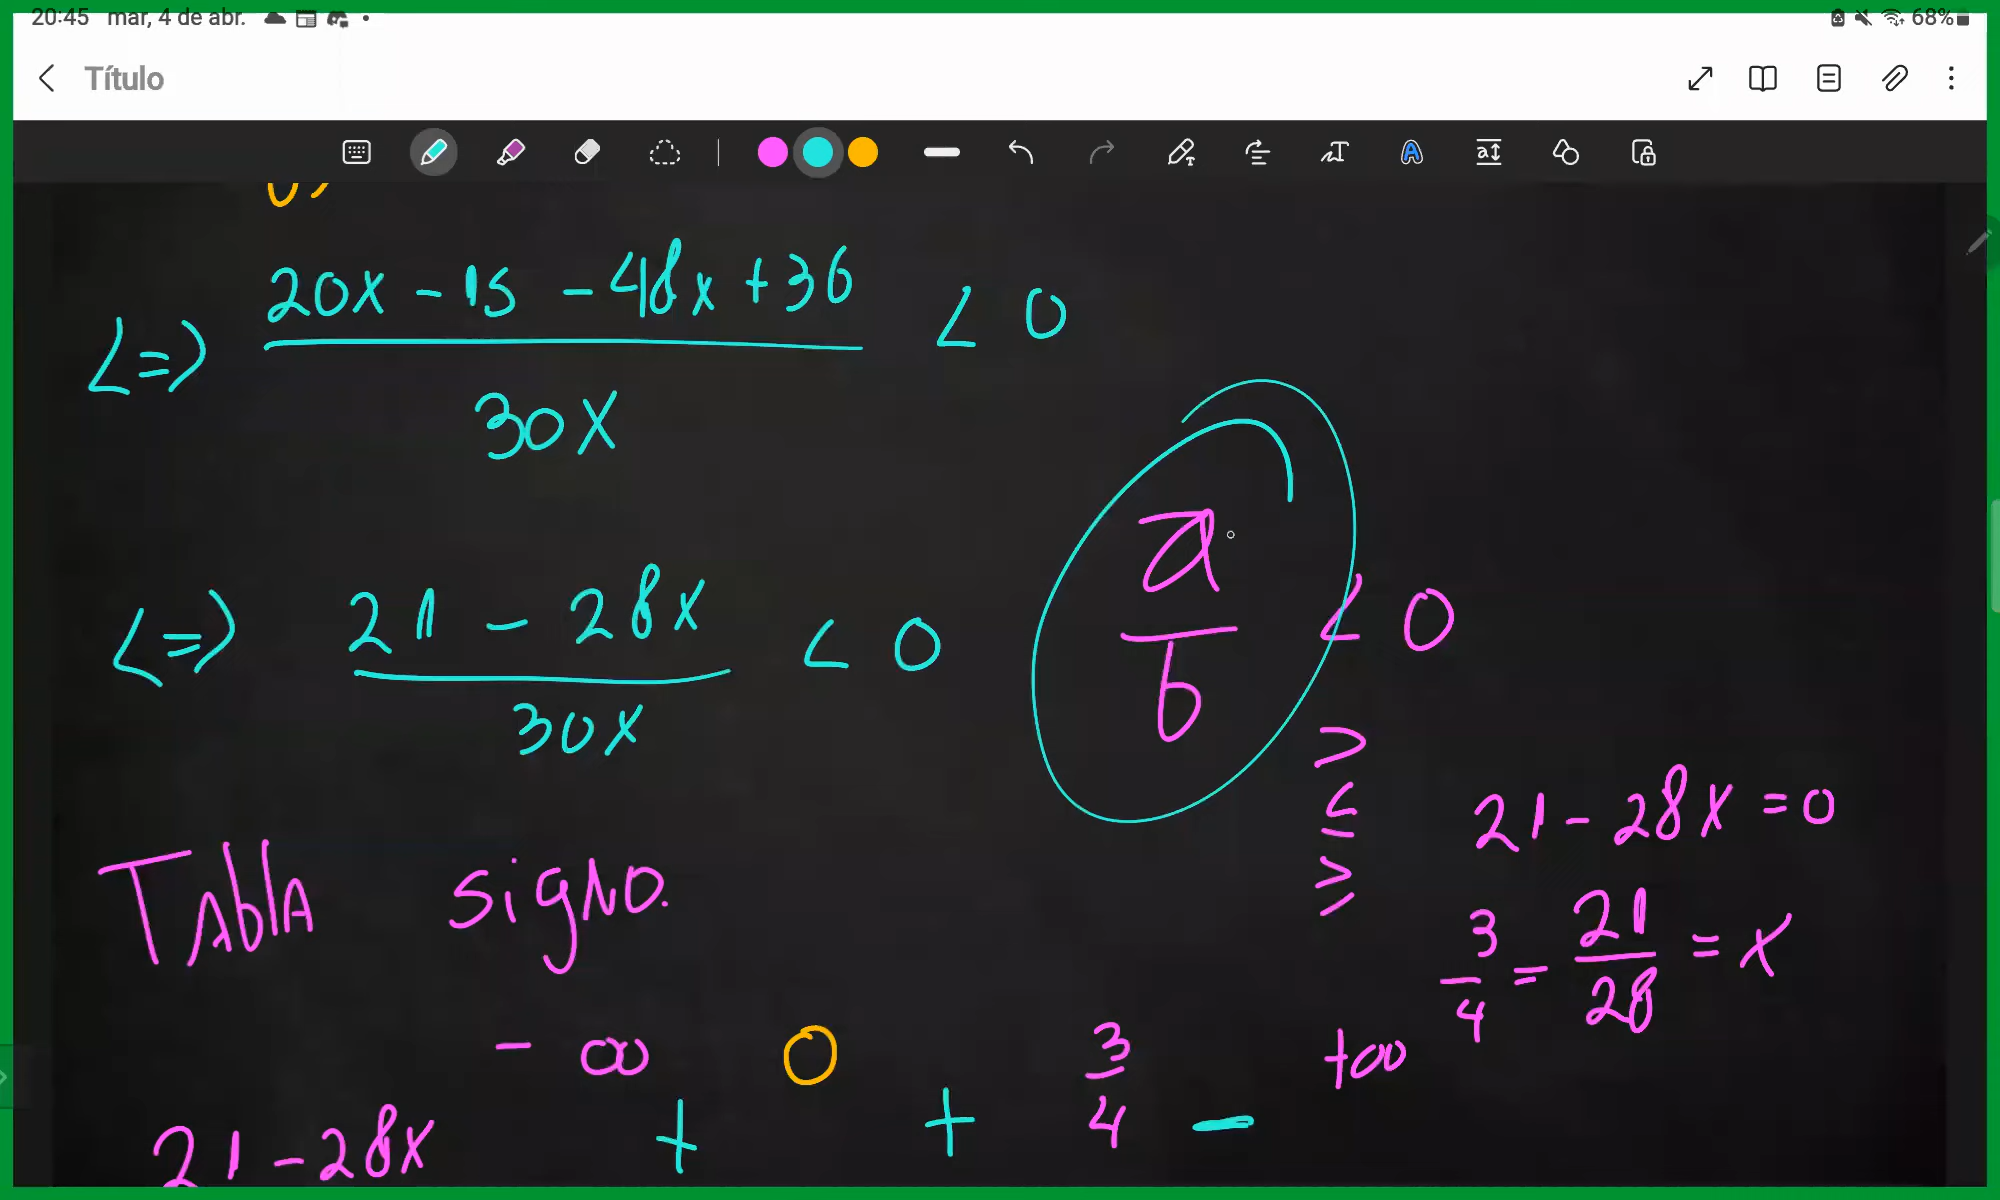 20:45 mar, 4 de abr.
68%
Título
20x - 15 - 48x + 36 < 0
30x
<=>
<=> 21 - 28x < 0
30x
a < 0
b
>
≤
≥
21 - 28x = 0
3/4 = 21/28 = x
TAblA signo.
- ∞ 0 3/4 +∞
21 - 28x + + -